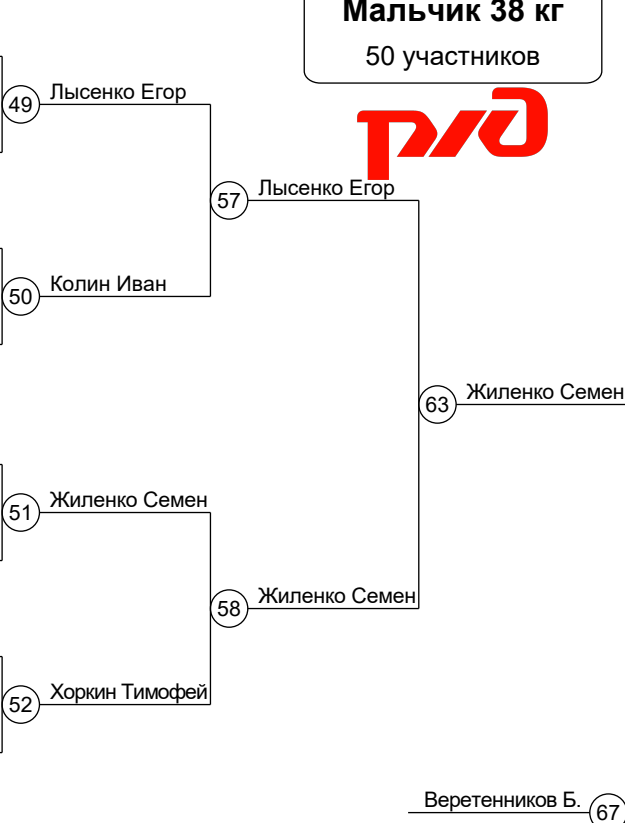 Мальчик 38 кг
50 участников
ржд
49 Лысенко Егор
57 Лысенко Егор
50 Колин Иван
63 Жиленко Семен
51 Жиленко Семен
58 Жиленко Семен
52 Хоркин Тимофей
Веретенников Б. 67